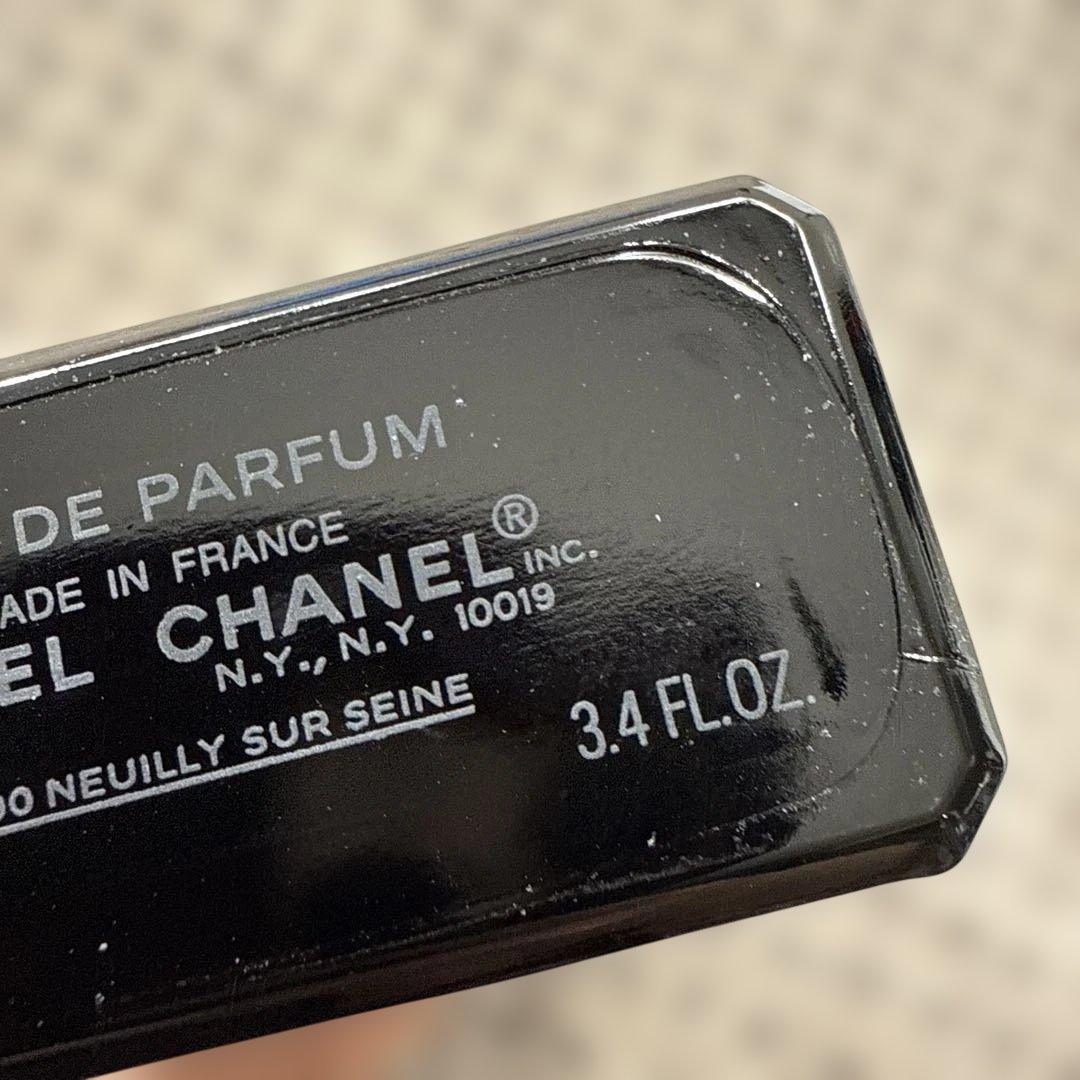 DE PARFUM
ADE IN FRANCE
EL CHANEL® INC.
N.Y., N.Y. 10019
00 NEUILLY SUR SEINE
3.4 FL.OZ.